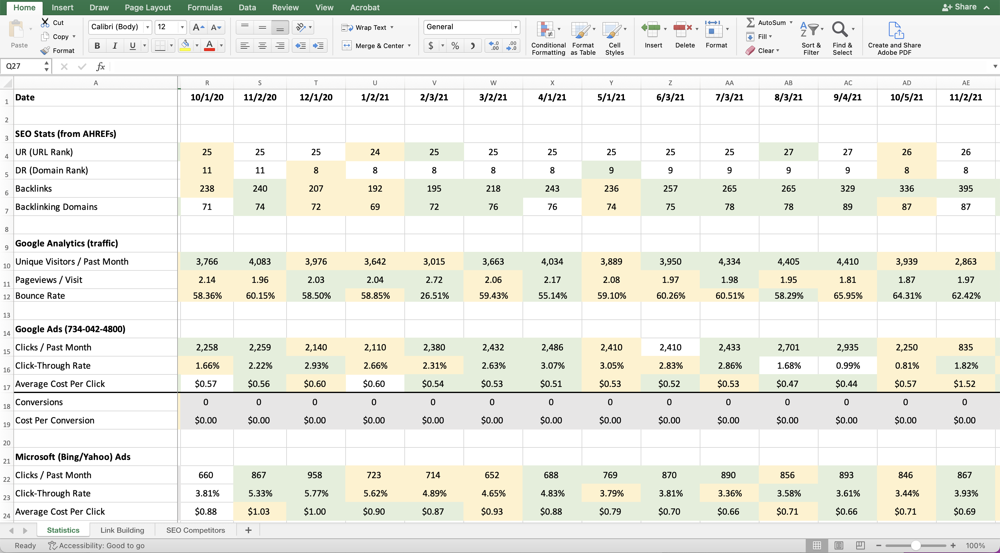 Home Insert Draw Page Layout Formulas Data Review View Acrobat Share
Paste Cut Copy Format
Calibri (Body) 12 A A
B I U A
ab Wrap Text
Merge & Center
General
$ % .0 .00 .00 .0
Conditional Formatting
Format as Table
Cell Styles
Insert Delete Format
AutoSum Fill Clear
A Z Sort & Filter
Find & Select
Create and Share Adobe PDF
Q27 fx
A R S T U V W X Y Z AA AB AC AD AE
1 Date 10/1/20 11/2/20 12/1/20 1/2/21 2/3/21 3/2/21 4/1/21 5/1/21 6/3/21 7/3/21 8/3/21 9/4/21 10/5/21 11/2/21
2
3 SEO Stats (from AHREFs)
4 UR (URL Rank) 25 25 25 24 25 25 25 25 25 25 27 27 26 26
5 DR (Domain Rank) 11 11 8 8 8 8 8 9 9 9 9 9 8 8
6 Backlinks 238 240 207 192 195 218 243 236 257 265 265 329 336 395
7 Backlinking Domains 71 74 72 69 72 76 76 74 75 78 78 89 87 87
8
9 Google Analytics (traffic)
10 Unique Visitors / Past Month 3,766 4,083 3,976 3,642 3,015 3,663 4,034 3,889 3,950 4,334 4,405 4,410 3,939 2,863
11 Pageviews / Visit 2.14 1.96 2.03 2.04 2.72 2.06 2.17 2.08 1.97 1.98 1.95 1.81 1.87 1.97
12 Bounce Rate 58.36% 60.15% 58.50% 58.85% 26.51% 59.43% 55.14% 59.10% 60.26% 60.51% 58.29% 65.95% 64.31% 62.42%
13
14 Google Ads (734-042-4800)
15 Clicks / Past Month 2,258 2,259 2,140 2,110 2,380 2,432 2,486 2,410 2,410 2,433 2,701 2,935 2,250 835
16 Click-Through Rate 1.66% 2.22% 2.93% 2.66% 2.31% 2.63% 3.07% 3.05% 2.83% 2.86% 1.68% 0.99% 0.81% 1.82%
17 Average Cost Per Click $0.57 $0.56 $0.60 $0.60 $0.54 $0.53 $0.51 $0.53 $0.52 $0.53 $0.47 $0.44 $0.57 $1.52
18 Conversions 0 0 0 0 0 0 0 0 0 0 0 0 0 0
19 Cost Per Conversion $0.00 $0.00 $0.00 $0.00 $0.00 $0.00 $0.00 $0.00 $0.00 $0.00 $0.00 $0.00 $0.00 $0.00
20
21 Microsoft (Bing/Yahoo) Ads
22 Clicks / Past Month 660 867 958 723 714 652 688 769 870 890 856 893 846 867
23 Click-Through Rate 3.81% 5.33% 5.77% 5.62% 4.89% 4.65% 4.83% 3.79% 3.81% 3.36% 3.58% 3.61% 3.44% 3.93%
24 Average Cost Per Click $0.88 $1.03 $1.00 $0.90 $0.87 $0.93 $0.88 $0.79 $0.70 $0.66 $0.71 $0.66 $0.71 $0.69
Statistics Link Building SEO Competitors +
Ready Accessibility: Good to go 100%